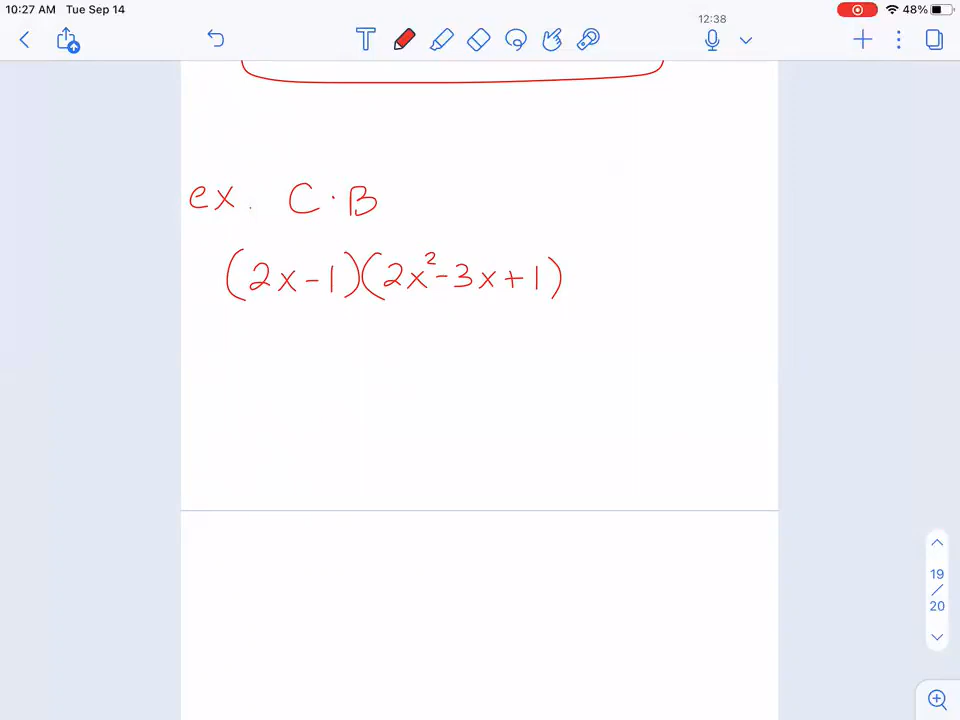 10:27 AM Tue Sep 14
48%
12:38
T
ex. C · B
(2x-1)(2x²-3x+1)
19
/
20